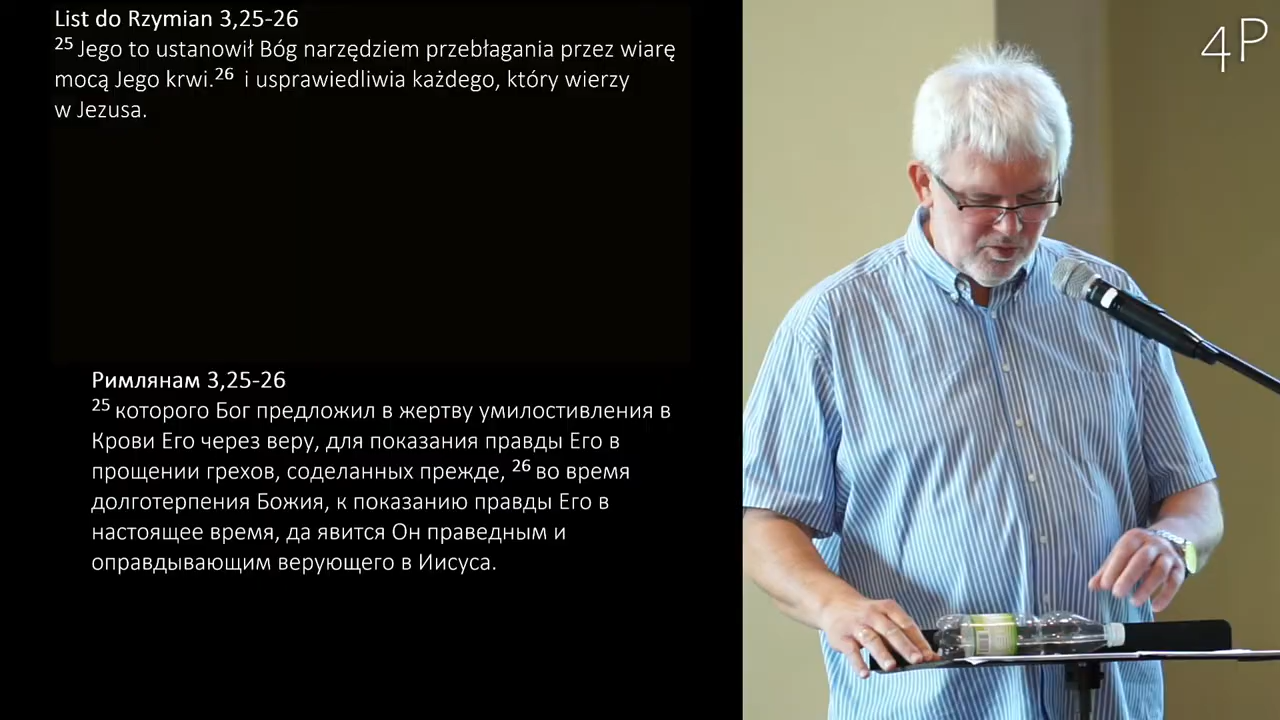 List do Rzymian 3,25-26
25 Jego to ustanowił Bóg narzędziem przebłagania przez wiarę
mocą Jego krwi.26 i usprawiedliwia każdego, który wierzy
w Jezusa.
Римлянам 3,25-26
25 которого Бог предложил в жертву умилостивления в
Крови Его через веру, для показания правды Его в
прощении грехов, соделанных прежде, 26 во время
долготерпения Божия, к показанию правды Его в
настоящее время, да явится Он праведным и
оправдывающим верующего в Иисуса.
4P